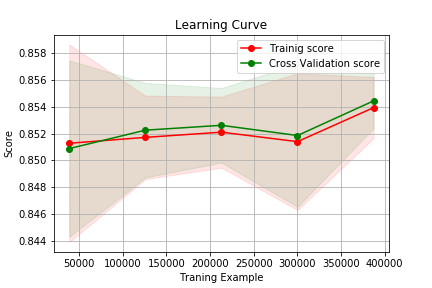 Learning Curve
Trainig score
Cross Validation score
Score
0.858
0.856
0.854
0.852
0.850
0.848
0.846
0.844
50000 100000 150000 200000 250000 300000 350000 400000
Traning Example